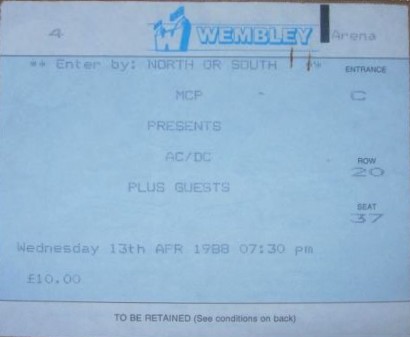 4 WEMBLEY Arena
** Enter by: NORTH OR SOUTH ** ENTRANCE
MCP C
PRESENTS
AC/DC ROW
20
PLUS GUESTS
SEAT
37
Wednesday 13th APR 1988 07:30 pm
£10.00
TO BE RETAINED (See conditions on back)